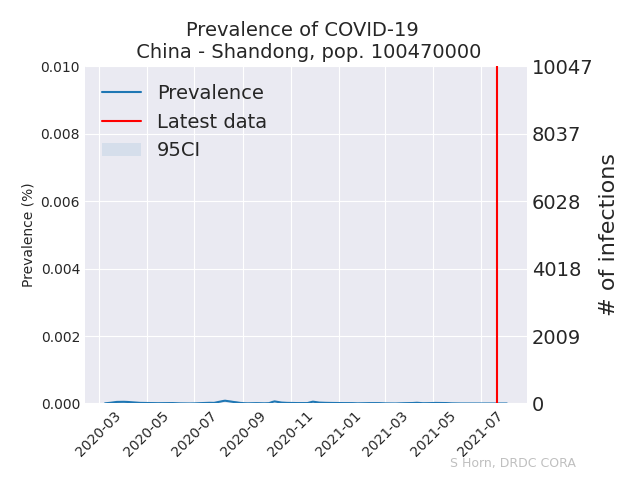 Prevalence of COVID-19
China - Shandong, pop. 100470000
Prevalence
Latest data
95CI
Prevalence (%)
0.010
0.008
0.006
0.004
0.002
0.000
10047
8037
6028
4018
2009
0
# of infections
2020-03
2020-05
2020-07
2020-09
2020-11
2021-01
2021-03
2021-05
2021-07
S Horn, DRDC CORA